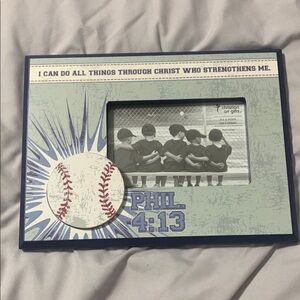 I CAN DO ALL THINGS THROUGH CHRIST WHO STRENGTHENS ME.
PHIL.
4:13